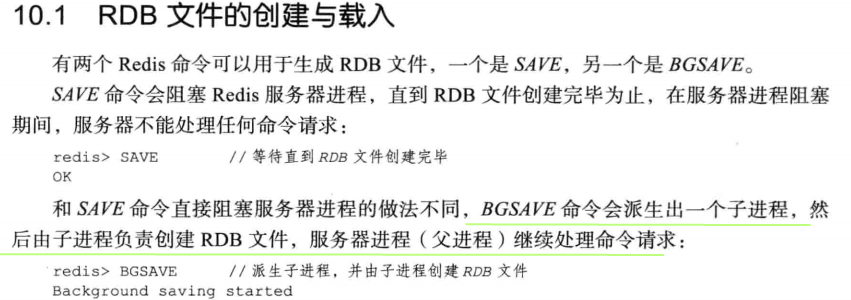 10.1 RDB 文件的创建与载入
有两个 Redis 命令可以用于生成 RDB 文件，一个是 SAVE，另一个是 BGSAVE。
SAVE 命令会阻塞 Redis 服务器进程，直到 RDB 文件创建完毕为止，在服务器进程阻塞
期间，服务器不能处理任何命令请求：
redis> SAVE // 等待直到 RDB 文件创建完毕
OK
和 SAVE 命令直接阻塞服务器进程的做法不同，BGSAVE 命令会派生出一个子进程，然
后由子进程负责创建 RDB 文件，服务器进程（父进程）继续处理命令请求：
redis> BGSAVE // 派生子进程，并由子进程创建 RDB 文件
Background saving started